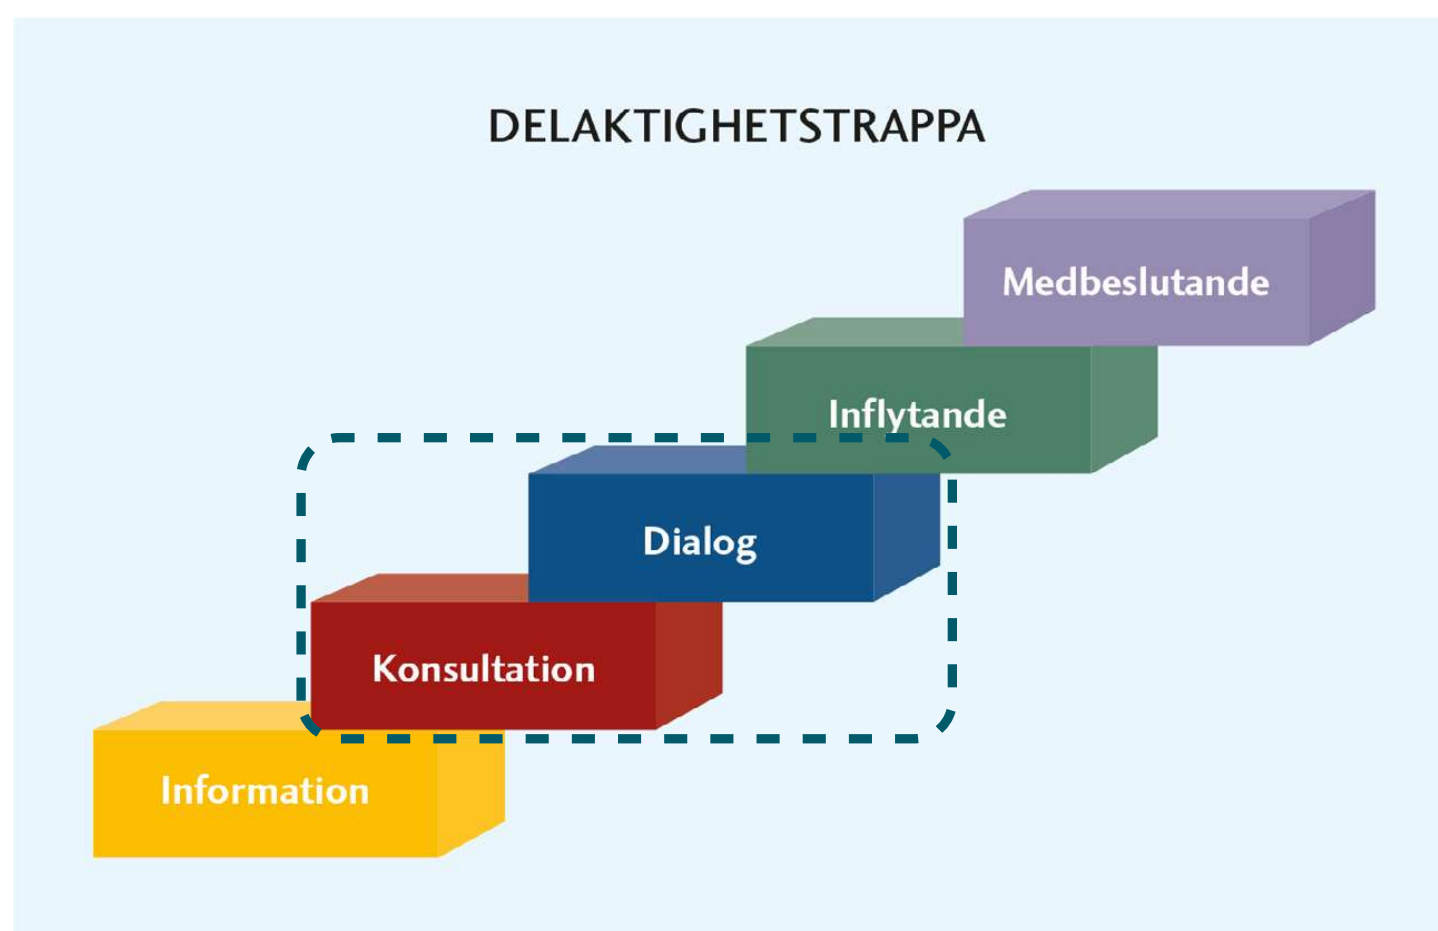 DELAKTIGHETSTRAPPA
Medbeslutande
Inflytande
Dialog
Konsultation
Information